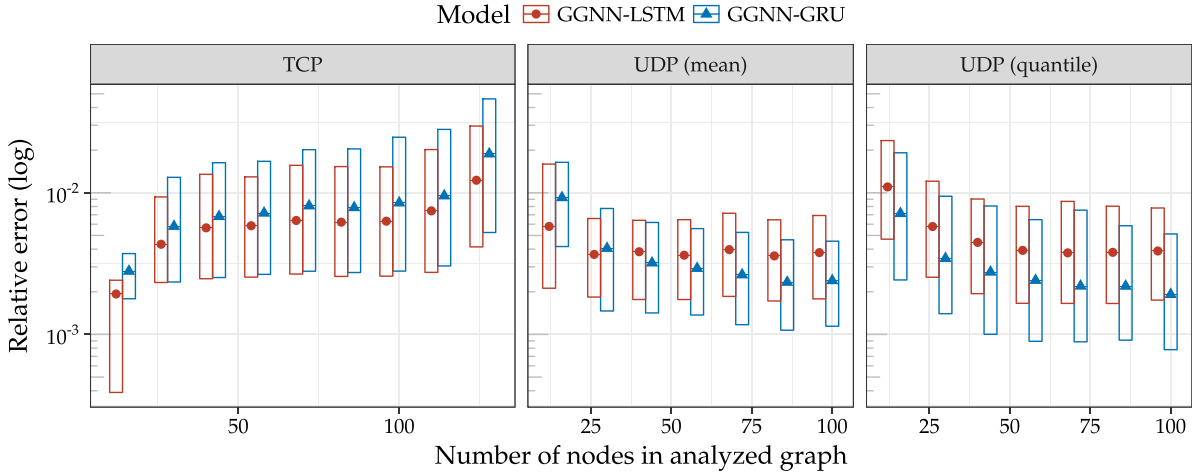 Model GGNN-LSTM GGNN-GRU
TCP
UDP (mean)
UDP (quantile)
Relative error (log)
10⁻²
10⁻³
50 100
25 50 75 100
25 50 75 100
Number of nodes in analyzed graph